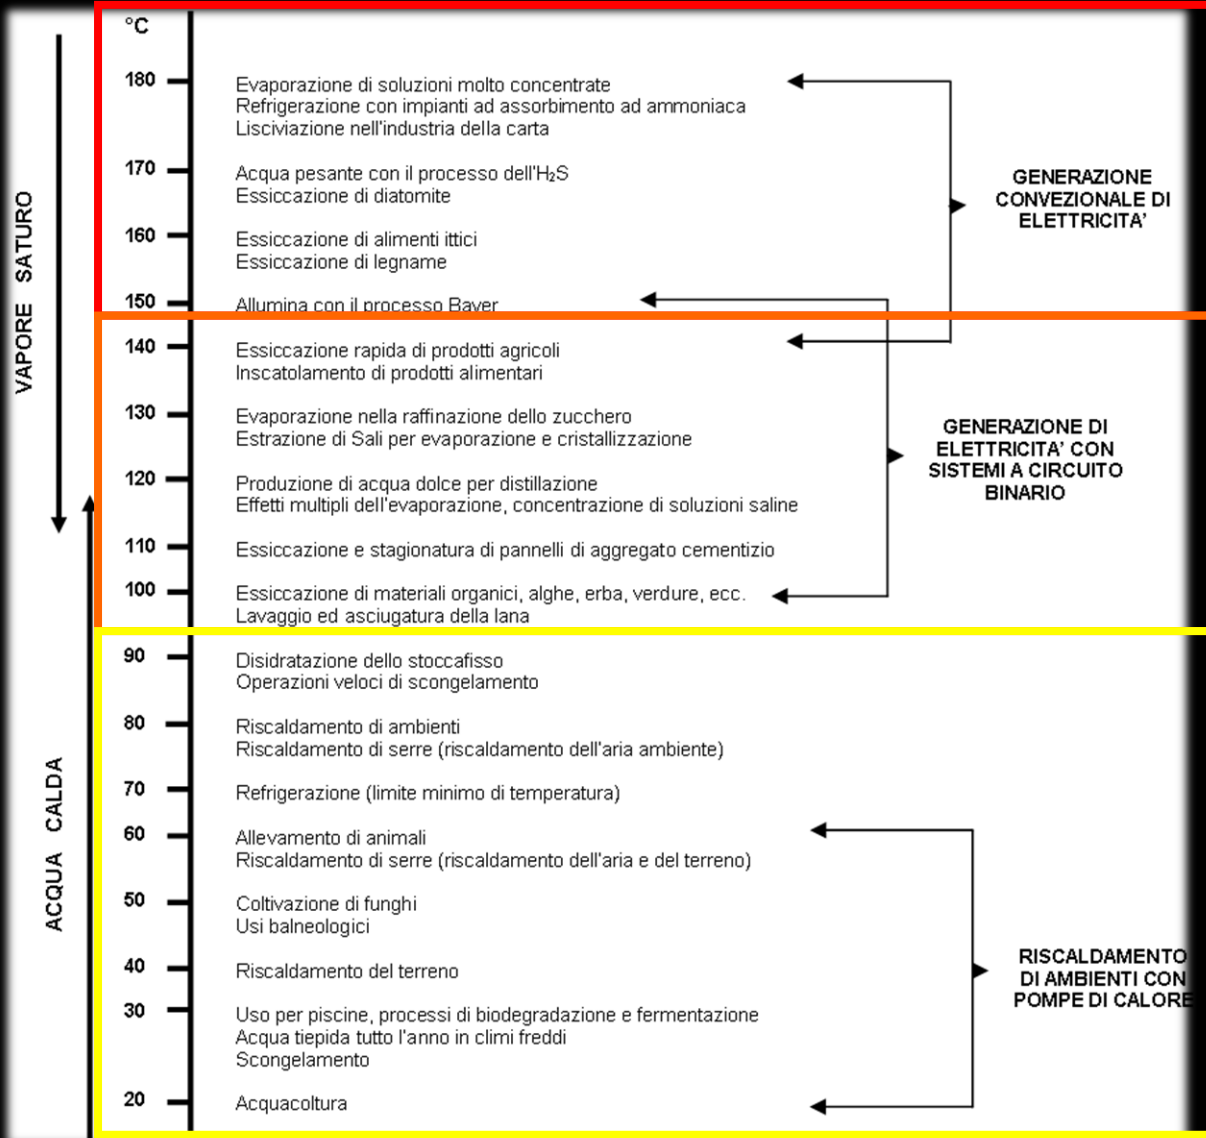 °C
180
Evaporazione di soluzioni molto concentrate
Refrigerazione con impianti ad assorbimento ad ammoniaca
Lisciviazione nell'industria della carta
170
Acqua pesante con il processo dell'H₂S
Essiccazione di diatomite
160
Essiccazione di alimenti ittici
Essiccazione di legname
150
Allumina con il processo Bayer
140
Essiccazione rapida di prodotti agricoli
Inscatolamento di prodotti alimentari
130
Evaporazione nella raffinazione dello zucchero
Estrazione di Sali per evaporazione e cristallizzazione
120
Produzione di acqua dolce per distillazione
Effetti multipli dell'evaporazione, concentrazione di soluzioni saline
110
Essiccazione e stagionatura di pannelli di aggregato cementizio
100
Essiccazione di materiali organici, alghe, erba, verdure, ecc.
Lavaggio ed asciugatura della lana
90
Disidratazione dello stoccafisso
Operazioni veloci di scongelamento
80
Riscaldamento di ambienti
Riscaldamento di serre (riscaldamento dell'aria ambiente)
70
Refrigerazione (limite minimo di temperatura)
60
Allevamento di animali
Riscaldamento di serre (riscaldamento dell'aria e del terreno)
50
Coltivazione di funghi
Usi balneologici
40
Riscaldamento del terreno
30
Uso per piscine, processi di biodegradazione e fermentazione
Acqua tiepida tutto l'anno in climi freddi
Scongelamento
20
Acquacoltura
VAPORE SATURO
ACQUA CALDA
GENERAZIONE
CONVEZIONALE DI
ELETTRICITA'
GENERAZIONE DI
ELETTRICITA' CON
SISTEMI A CIRCUITO
BINARIO
RISCALDAMENTO
DI AMBIENTI CON
POMPE DI CALORE